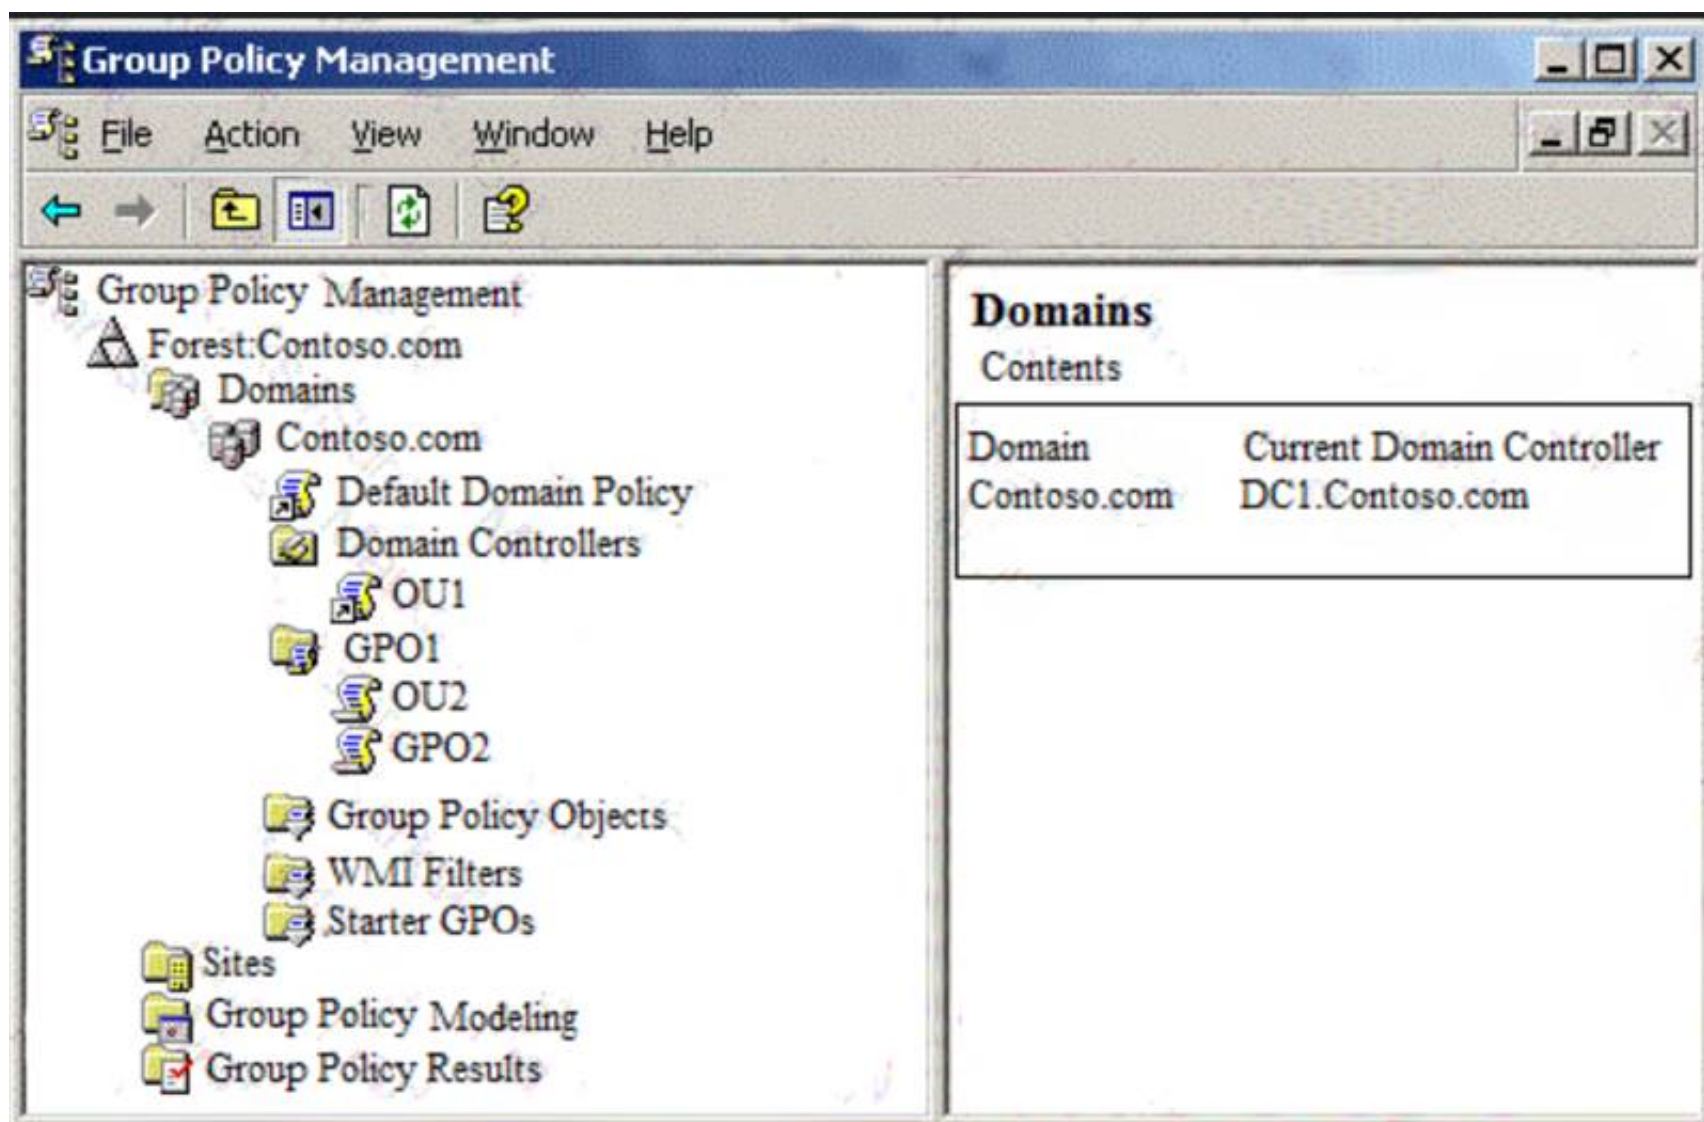 Group Policy Management
File Action View Window Help
Group Policy Management
Forest:Contoso.com
Domains
Contoso.com
Default Domain Policy
Domain Controllers
OU1
GPO1
OU2
GPO2
Group Policy Objects
WMI Filters
Starter GPOs
Sites
Group Policy Modeling
Group Policy Results
Domains
Contents
Domain Current Domain Controller
Contoso.com DC1.Contoso.com